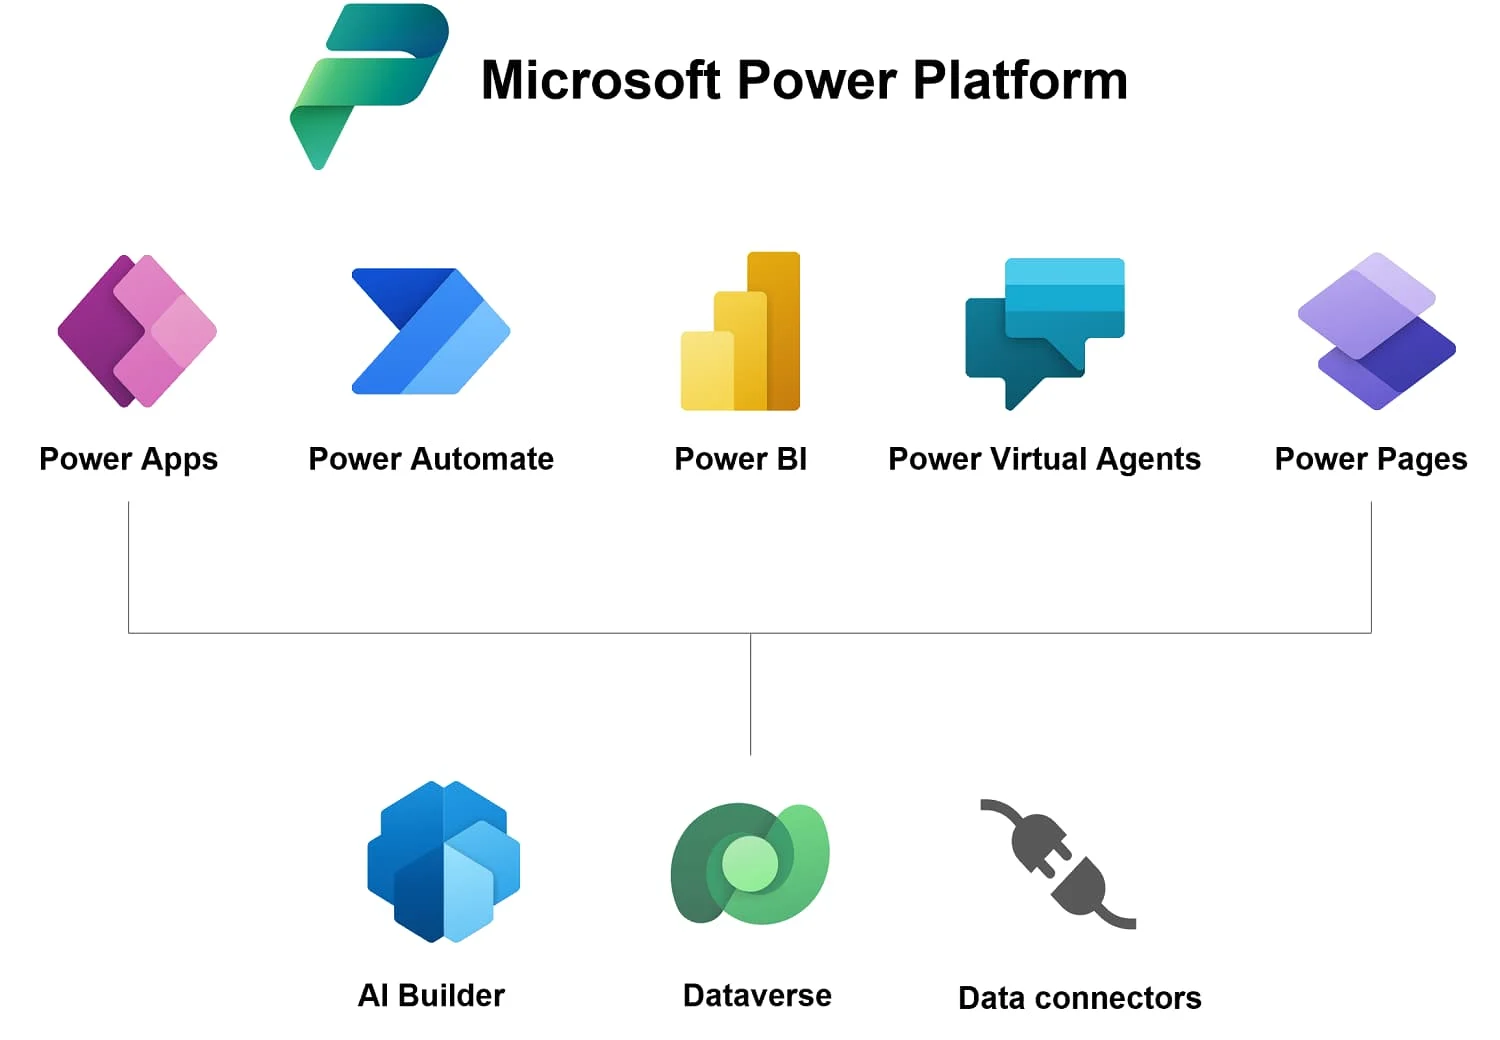 Microsoft Power Platform
Power Apps
Power Automate
Power BI
Power Virtual Agents
Power Pages
AI Builder
Dataverse
Data connectors